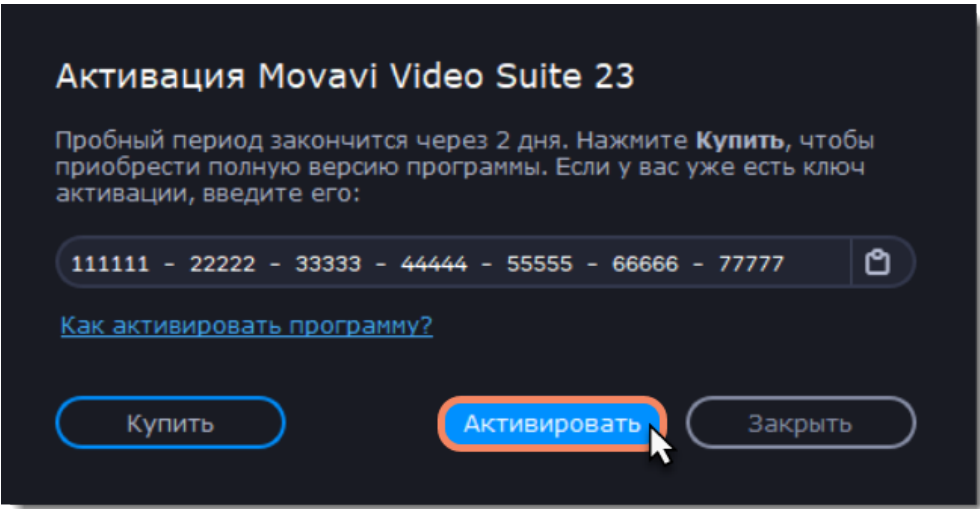 Активация Movavi Video Suite 23
Пробный период закончится через 2 дня. Нажмите Купить, чтобы
приобрести полную версию программы. Если у вас уже есть ключ
активации, введите его:
111111 - 22222 - 33333 - 44444 - 55555 - 66666 - 77777
Как активировать программу?
Купить Активировать Закрыть